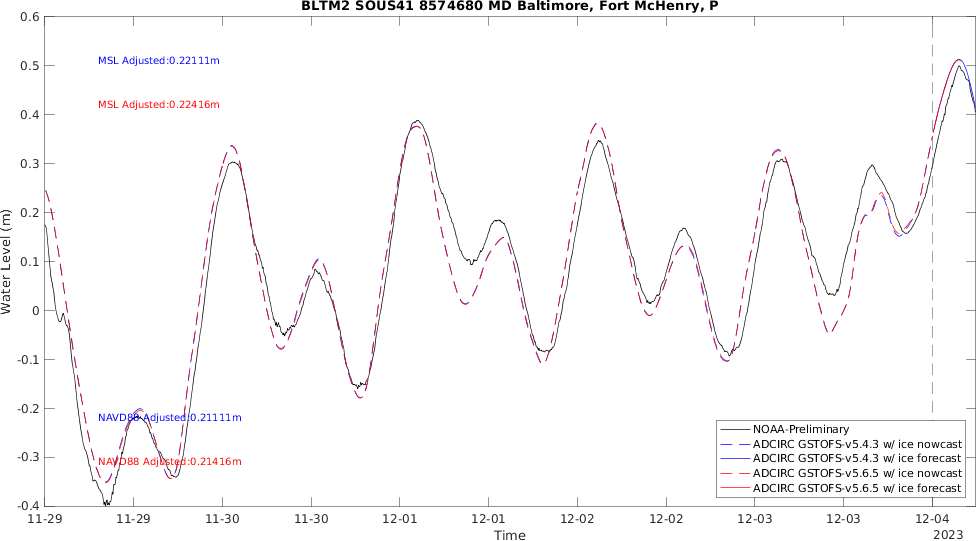 BLTM2 SOUS41 8574680 MD Baltimore, Fort McHenry, P
0.6
0.5
0.4
0.3
0.2
0.1
0
-0.1
-0.2
-0.3
-0.4
Water Level (m)
MSL Adjusted:0.22111m
MSL Adjusted:0.22416m
NAVD88 Adjusted:0.21111m
NAVD88 Adjusted:0.21416m
NOAA-Preliminary
ADCIRC GSTOFS-v5.4.3 w/ ice nowcast
ADCIRC GSTOFS-v5.4.3 w/ ice forecast
ADCIRC GSTOFS-v5.6.5 w/ ice nowcast
ADCIRC GSTOFS-v5.6.5 w/ ice forecast
11-29 11-29 11-30 11-30 12-01 12-01 12-02 12-02 12-03 12-03 12-04
Time
2023